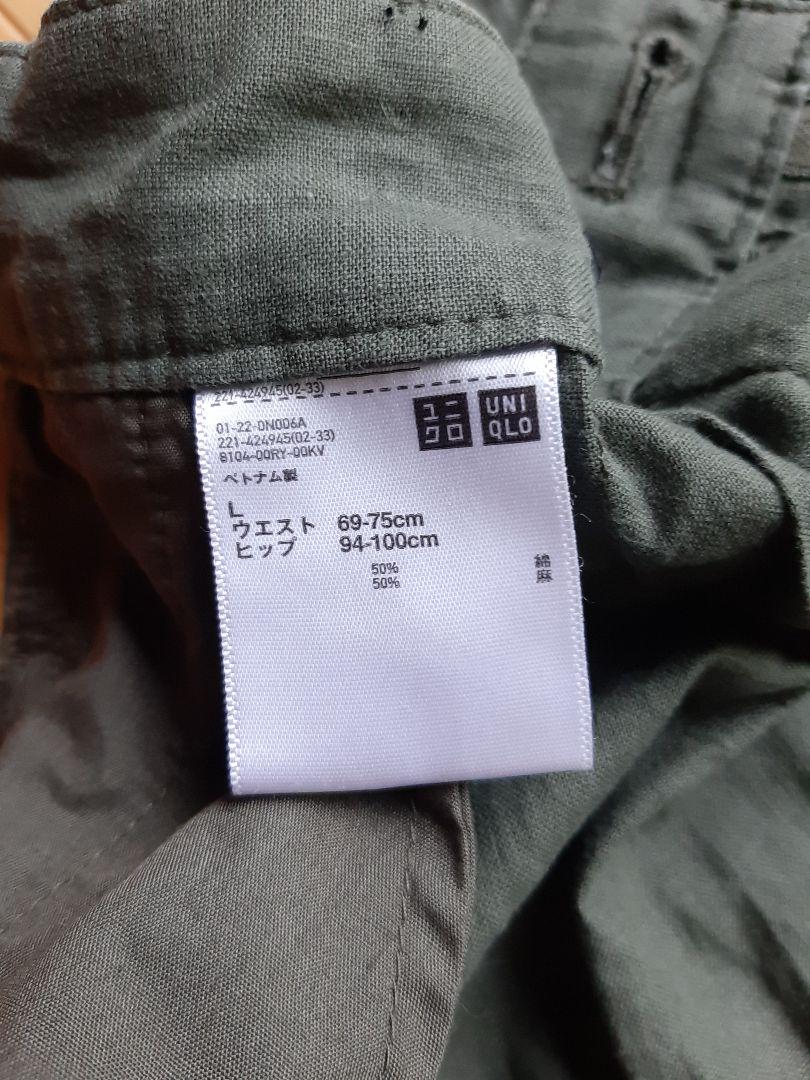 221-424945(02-33)
01-22-DN006A
221-424945(02-33)
8104-00RY-00KV
ユニ
クロ
UNI
QLO
ベトナム製
L
ウエスト 69-75cm
ヒップ 94-100cm
50% 綿
50% 麻